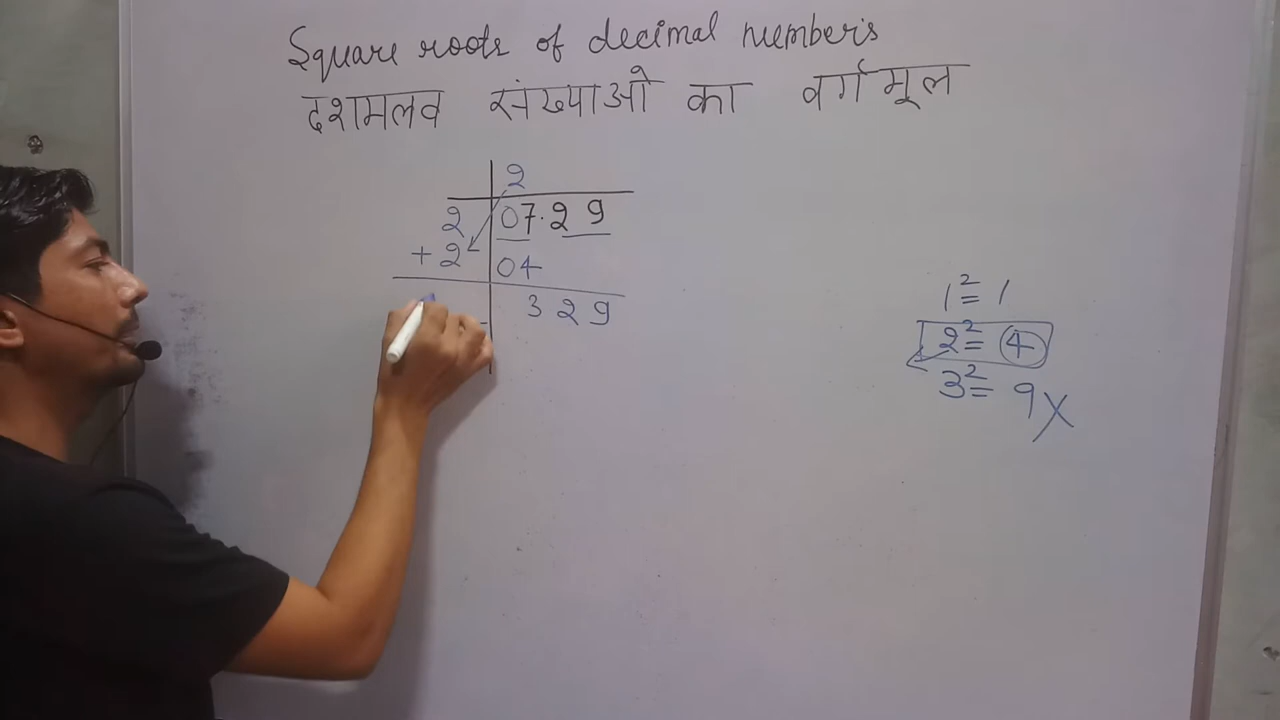 Square roots of decimal number's
दशमलव संख्याओ का वर्गमूल
2
2 07.29
+ 2 04
329
1² = 1
2² = 4
3² = 9 X